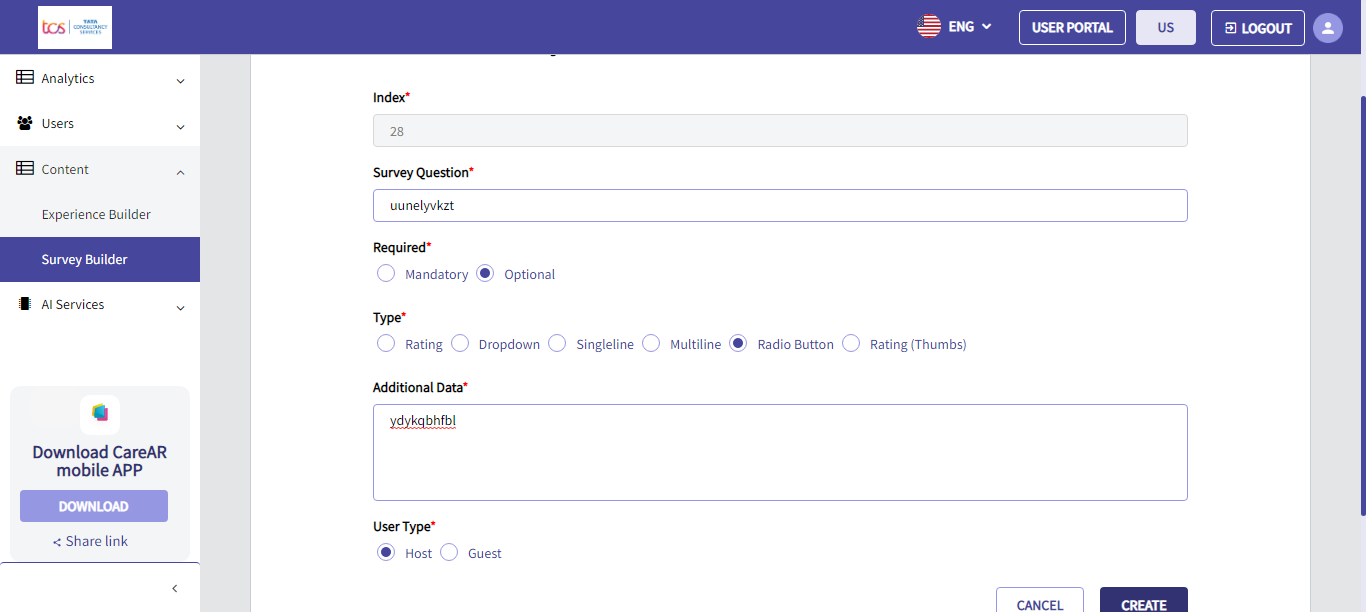 tcs TATA CONSULTANCY SERVICES
ENG
USER PORTAL
US
LOGOUT
Analytics
Users
Content
Experience Builder
Survey Builder
AI Services
Download CareAR
mobile APP
DOWNLOAD
Share link
Index*
28
Survey Question*
uunelyvkzt
Required*
Mandatory Optional
Type*
Rating Dropdown Singleline Multiline Radio Button Rating (Thumbs)
Additional Data*
ydykqbhfbl
User Type*
Host Guest
CANCEL CREATE